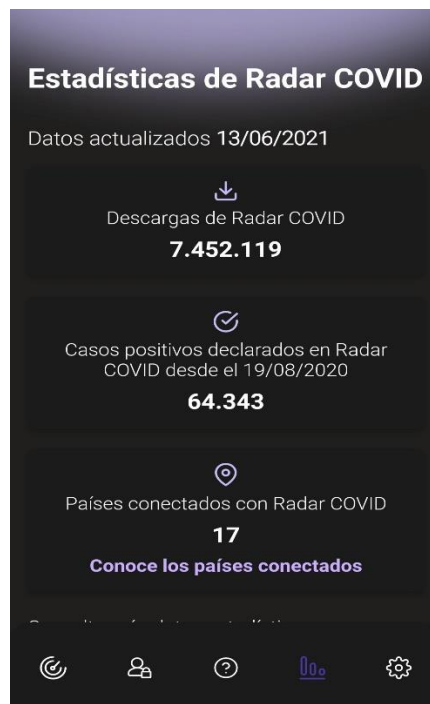 Estadísticas de Radar COVID
Datos actualizados 13/06/2021
Descargas de Radar COVID
7.452.119
Casos positivos declarados en Radar
COVID desde el 19/08/2020
64.343
Países conectados con Radar COVID
17
Conoce los países conectados